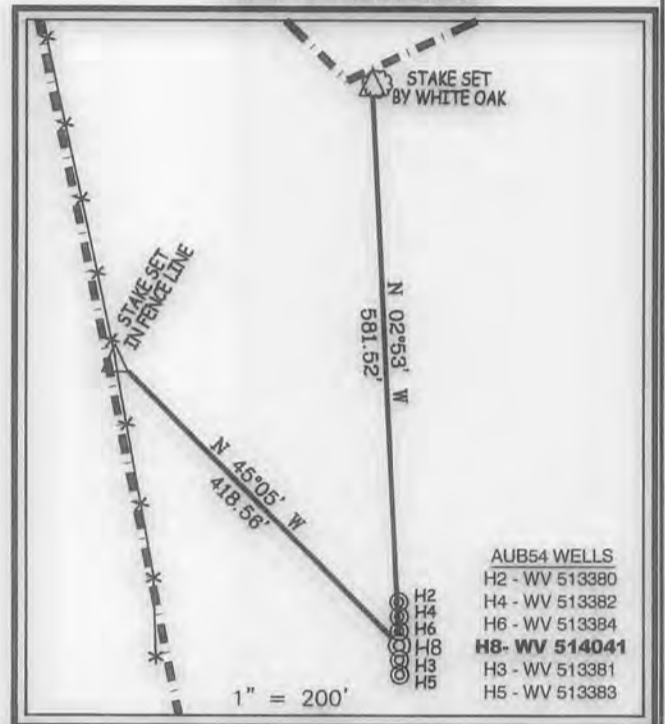 STAKE SET
BY WHITE OAK
STAKE SET
IN FENCE LINE
N 02°53' W
581.52'
N 45°05' W
418.56'
H2
H4
H6
H8
H3
H5
AUB54 WELLS
H2 - WV 513380
H4 - WV 513382
H6 - WV 513384
H8- WV 514041
H3 - WV 513381
H5 - WV 513383
1" = 200'